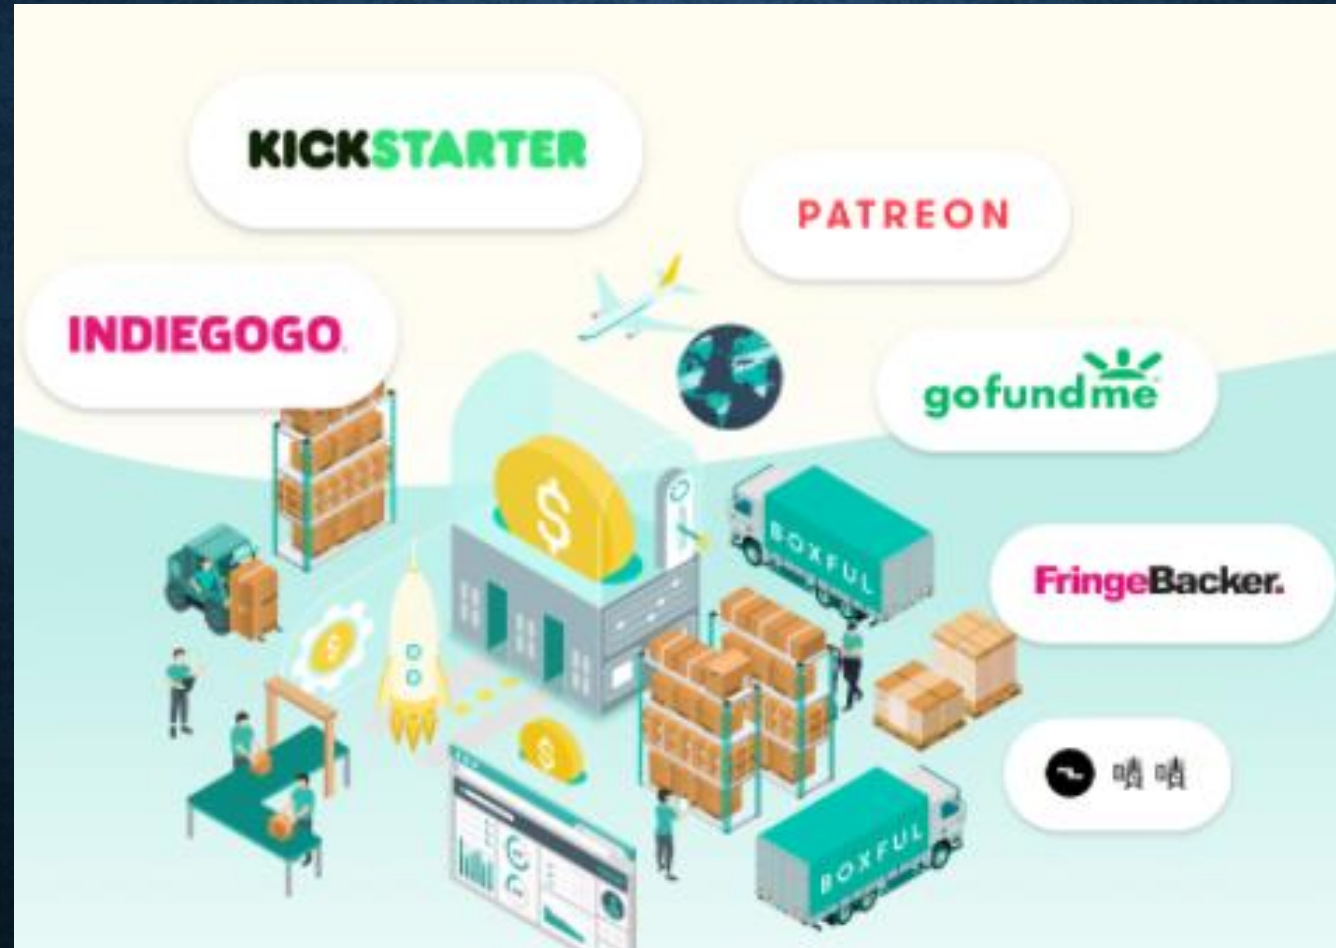 KICKSTARTER
PATREON
INDIEGOGO
gofundme
BOXFUL
FringeBacker.
嘖嘖
BOXFUL